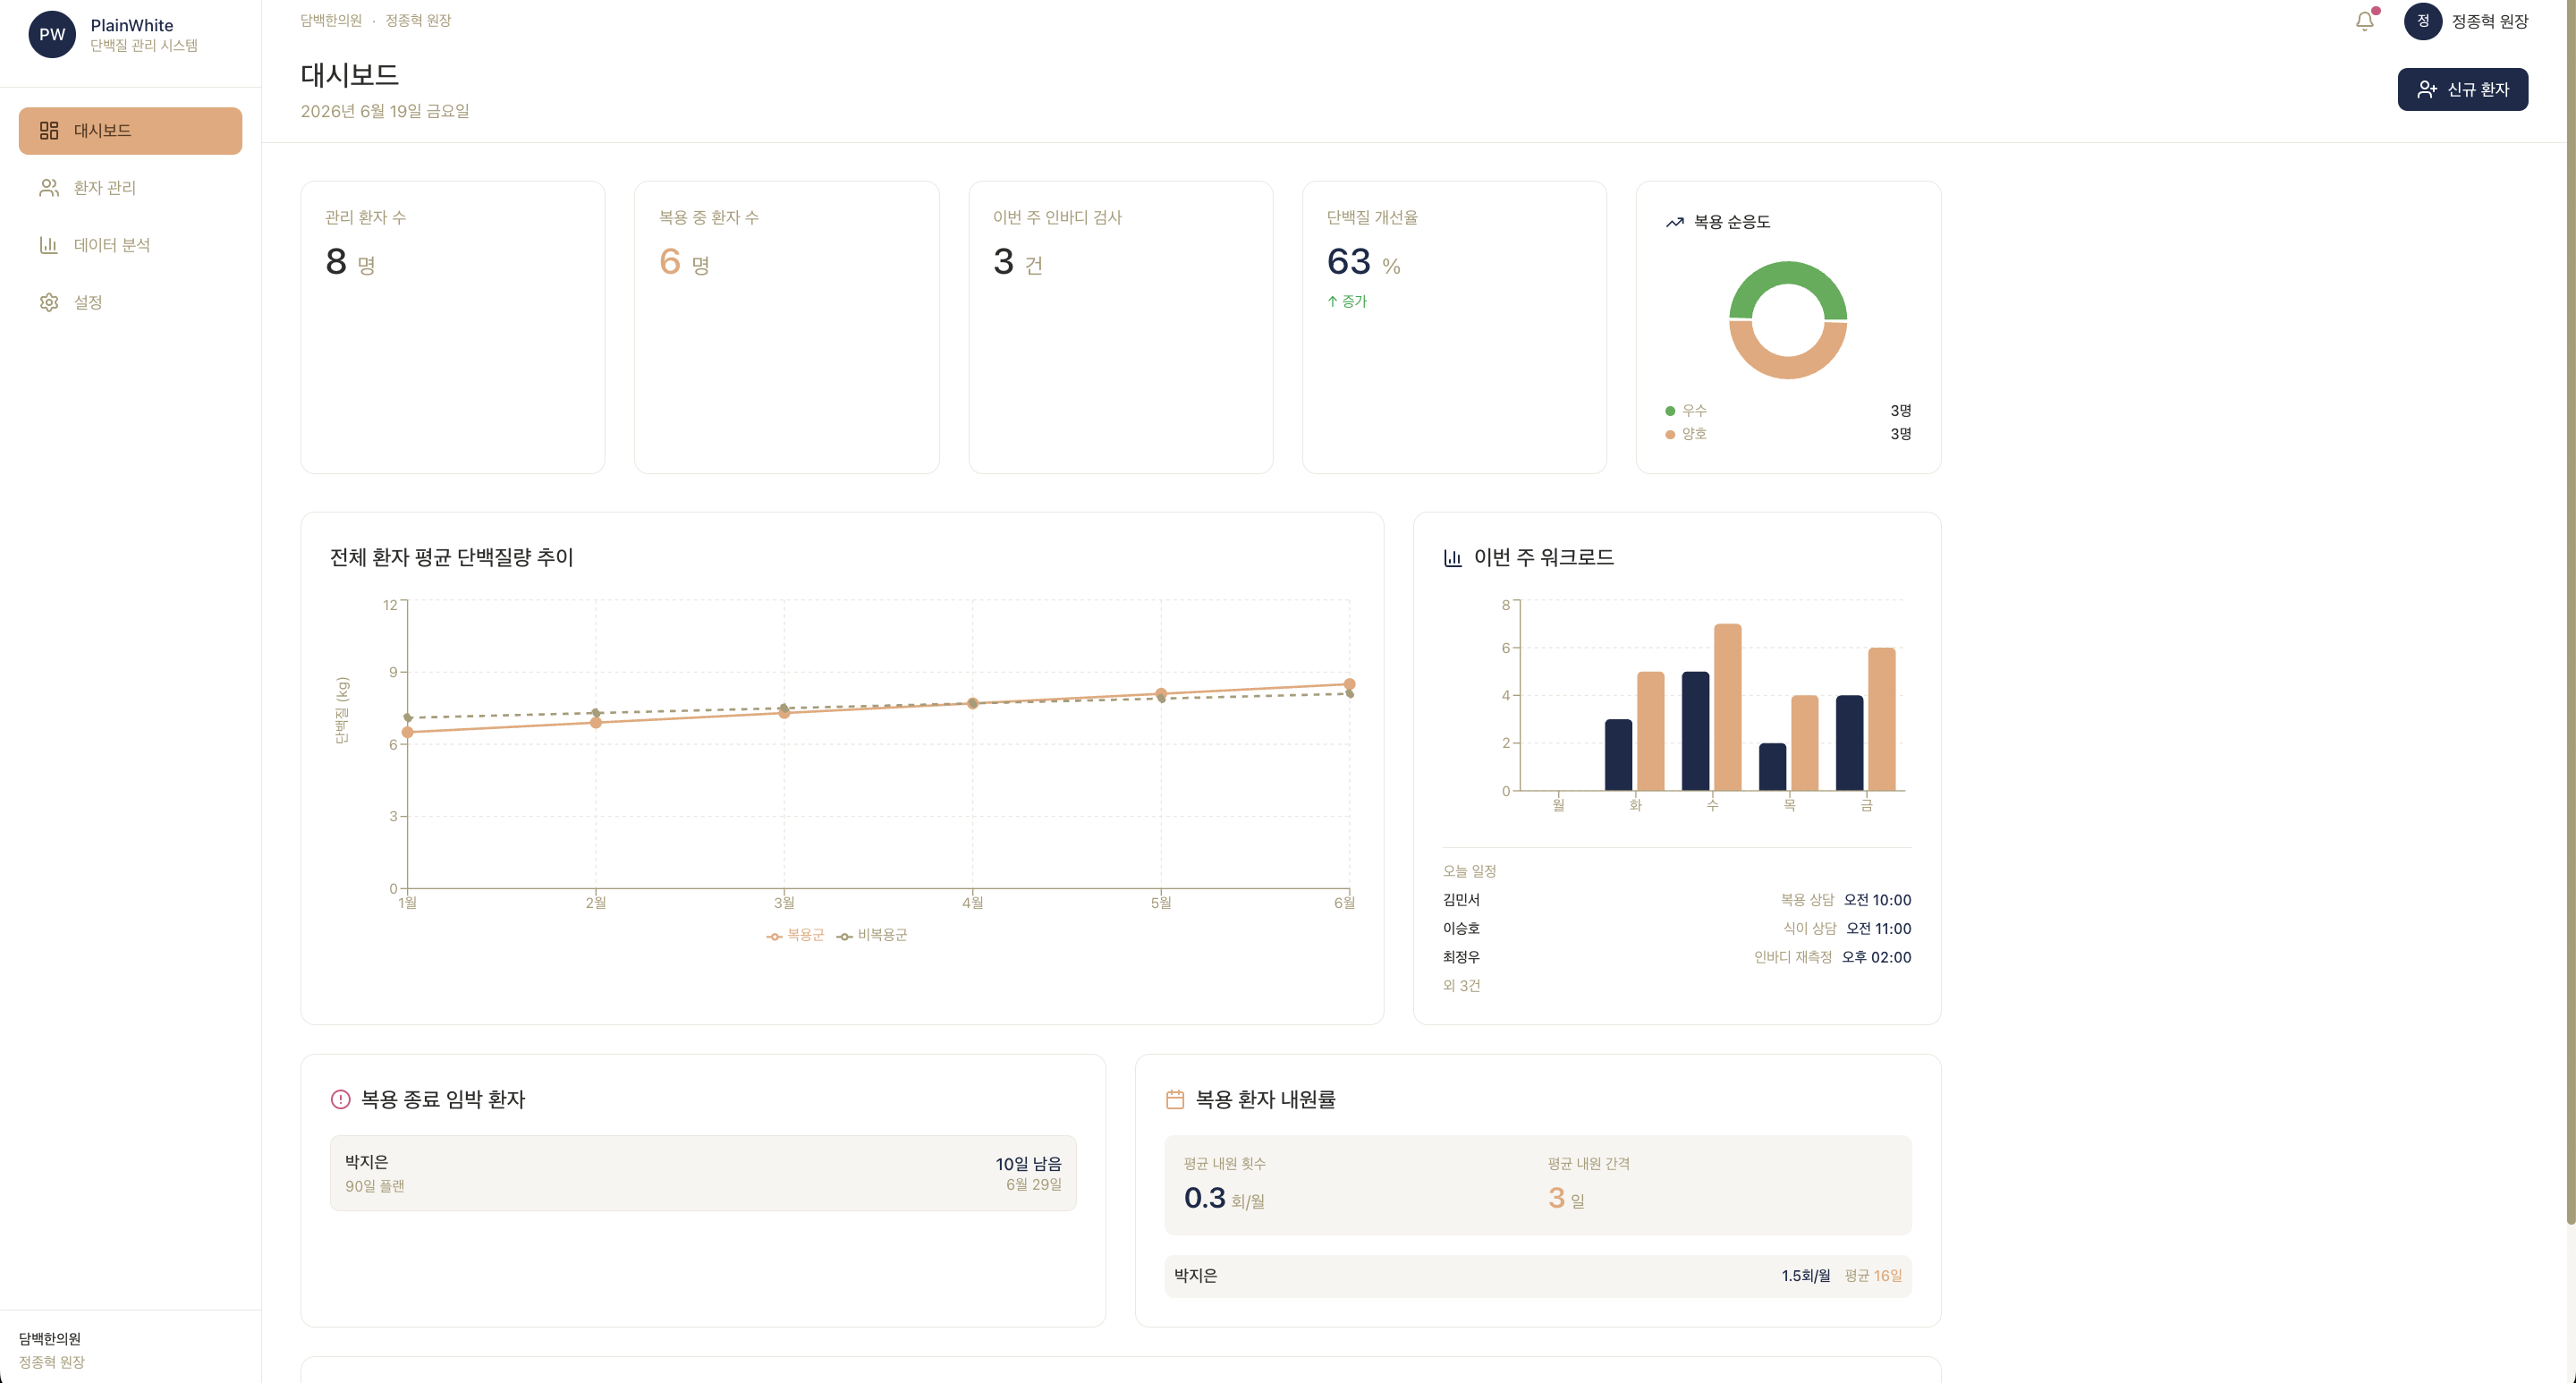 PW
PlainWhite
단백질 관리 시스템
대시보드
환자 관리
데이터 분석
설정
담백한의원
정종혁 원장
담백한의원 · 정종혁 원장
정 정종혁 원장
대시보드
2026년 6월 19일 금요일
신규 환자
관리 환자 수
8 명
복용 중 환자 수
6 명
이번 주 인바디 검사
3 건
단백질 개선율
63 %
↑ 증가
복용 순응도
우수 3명
양호 3명
전체 환자 평균 단백질량 추이
단백질 (kg)
12
9
6
3
0
1월 2월 3월 4월 5월 6월
복용군 비복용군
이번 주 워크로드
8
6
4
2
0
월 화 수 목 금
오늘 일정
김민서 복용 상담 오전 10:00
이승호 식이 상담 오전 11:00
최정우 인바디 재측정 오후 02:00
외 3건
복용 종료 임박 환자
박지은 10일 남음
90일 플랜 6월 29일
복용 환자 내원률
평균 내원 횟수 평균 내원 간격
0.3 회/월 3 일
박지은 1.5회/월 평균 16일